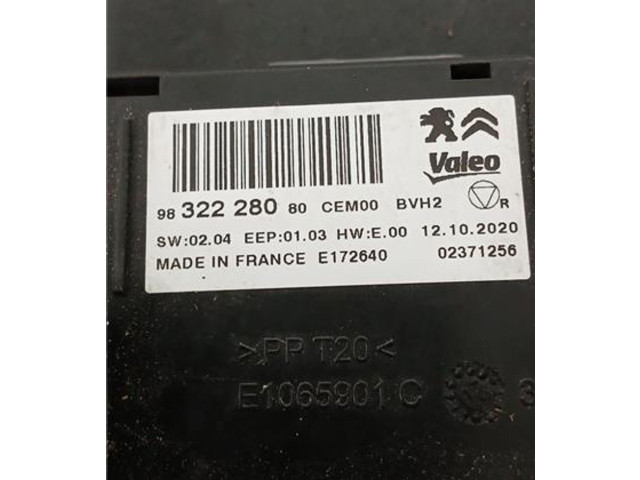 Valeo
98 322 280 80 CEM00 BVH2 R
SW:02.04 EEP:01.03 HW:E.00 12.10.2020
MADE IN FRANCE E172640 02371256
>PP T20<
E1065901 C